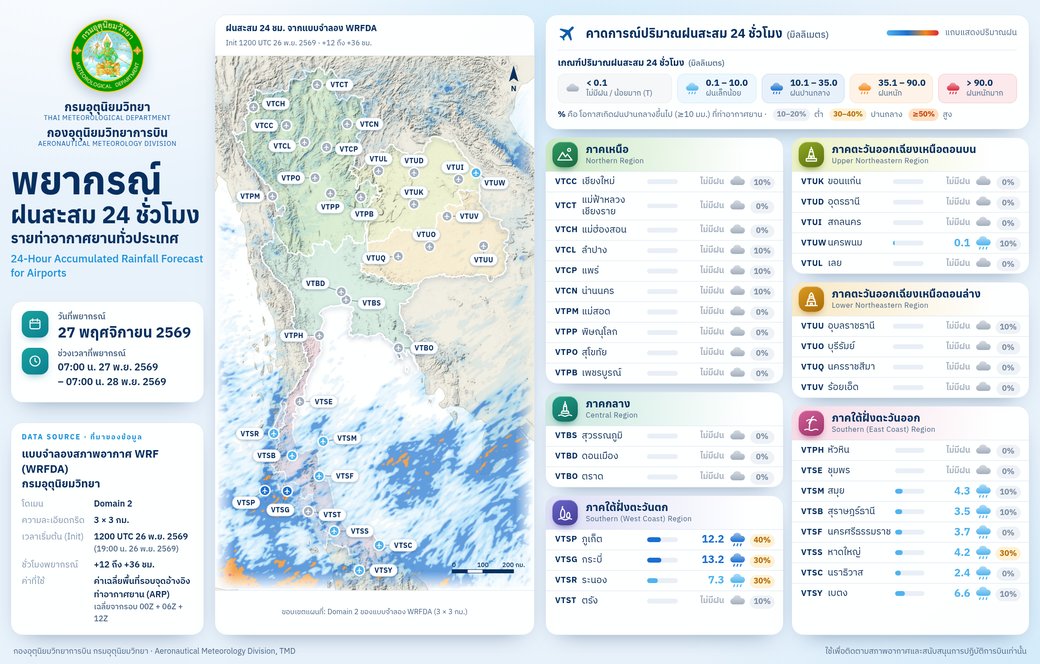 กรมอุตุนิยมวิทยา
METEOROLOGICAL DEPARTMENT
กรมอุตุนิยมวิทยา
THAI METEOROLOGICAL DEPARTMENT
กองอุตุนิยมวิทยาการบิน
AERONAUTICAL METEOROLOGY DIVISION
พยากรณ์
ฝนสะสม 24 ชั่วโมง
รายท่าอากาศยานทั่วประเทศ
24-Hour Accumulated Rainfall Forecast
for Airports
วันที่พยากรณ์
27 พฤศจิกายน 2569
ช่วงเวลาที่พยากรณ์
07:00 น. 27 พ.ย. 2569
– 07:00 น. 28 พ.ย. 2569
DATA SOURCE · ที่มาของข้อมูล
แบบจำลองสภาพอากาศ WRF
(WRFDA)
กรมอุตุนิยมวิทยา
โดเมน Domain 2
ความละเอียดกริด 3 × 3 กม.
เวลาเริ่มต้น (Init) 1200 UTC 26 พ.ย. 2569
(19:00 น. 26 พ.ย. 2569)
ชั่วโมงพยากรณ์ +12 ถึง +36 ชม.
ค่าที่ใช้ ค่าเฉลี่ยพื้นที่รอบจุดอ้างอิง
ท่าอากาศยาน (ARP)
เฉลี่ยจากรอบ 00Z + 06Z +
12Z
ฝนสะสม 24 ชม. จากแบบจำลอง WRFDA
Init 1200 UTC 26 พ.ย. 2569 · +12 ถึง +36 ชม.
N
VTCT
VTCH
VTCC
VTCN
VTCL
VTCP
VTUL
VTUD
VTUI
VTPO
VTUW
VTPM
VTUK
VTPP
VTPB
VTUV
VTUO
VTUQ
VTUU
VTBD
VTBS
VTPH
VTBO
VTSE
VTSR
VTSM
VTSB
VTSF
VTSP
VTSG
VTST
VTSS
VTSC
VTSY
0 100 200 กม.
ขอบเขตแผนที่: Domain 2 ของแบบจำลอง WRFDA (3 × 3 กม.)
คาดการณ์ปริมาณฝนสะสม 24 ชั่วโมง (มิลลิเมตร)
แถบแสดงปริมาณฝน
เกณฑ์ปริมาณฝนสะสม 24 ชั่วโมง (มิลลิเมตร)
< 0.1
ไม่มีฝน / น้อยมาก (T)
0.1 – 10.0
ฝนเล็กน้อย
10.1 – 35.0
ฝนปานกลาง
35.1 – 90.0
ฝนหนัก
> 90.0
ฝนหนักมาก
% คือ โอกาสเกิดฝนปานกลางขึ้นไป (≥10 มม.) ที่ท่าอากาศยาน · 10–20% ต่ำ 30–40% ปานกลาง ≥50% สูง
ภาคเหนือ
Northern Region
VTCC เชียงใหม่ ไม่มีฝน 10%
VTCT แม่ฟ้าหลวง
เชียงราย ไม่มีฝน 0%
VTCH แม่ฮ่องสอน ไม่มีฝน 0%
VTCL ลำปาง ไม่มีฝน 10%
VTCP แพร่ ไม่มีฝน 10%
VTCN น่านนคร ไม่มีฝน 10%
VTPM แม่สอด ไม่มีฝน 0%
VTPP พิษณุโลก ไม่มีฝน 0%
VTPO สุโขทัย ไม่มีฝน 0%
VTPB เพชรบูรณ์ ไม่มีฝน 0%
ภาคกลาง
Central Region
VTBS สุวรรณภูมิ ไม่มีฝน 0%
VTBD ดอนเมือง ไม่มีฝน 0%
VTBO ตราด ไม่มีฝน 0%
ภาคใต้ฝั่งตะวันตก
Southern (West Coast) Region
VTSP ภูเก็ต 12.2 40%
VTSG กระบี่ 13.2 30%
VTSR ระนอง 7.3 30%
VTST ตรัง ไม่มีฝน 10%
ภาคตะวันออกเฉียงเหนือตอนบน
Upper Northeastern Region
VTUK ขอนแก่น ไม่มีฝน 0%
VTUD อุดรธานี ไม่มีฝน 0%
VTUI สกลนคร ไม่มีฝน 0%
VTUW นครพนม 0.1 10%
VTUL เลย ไม่มีฝน 0%
ภาคตะวันออกเฉียงเหนือตอนล่าง
Lower Northeastern Region
VTUU อุบลราชธานี ไม่มีฝน 10%
VTUO บุรีรัมย์ ไม่มีฝน 0%
VTUQ นครราชสีมา ไม่มีฝน 0%
VTUV ร้อยเอ็ด ไม่มีฝน 0%
ภาคใต้ฝั่งตะวันออก
Southern (East Coast) Region
VTPH หัวหิน ไม่มีฝน 0%
VTSE ชุมพร ไม่มีฝน 0%
VTSM สมุย 4.3 10%
VTSB สุราษฎร์ธานี 3.5 10%
VTSF นครศรีธรรมราช 3.7 0%
VTSS หาดใหญ่ 4.2 30%
VTSC นราธิวาส 2.4 0%
VTSY เบตง 6.6 10%
กองอุตุนิยมวิทยาการบิน กรมอุตุนิยมวิทยา · Aeronautical Meteorology Division, TMD
ใช้เพื่อติดตามสภาพอากาศและสนับสนุนการปฏิบัติการบินเท่านั้น